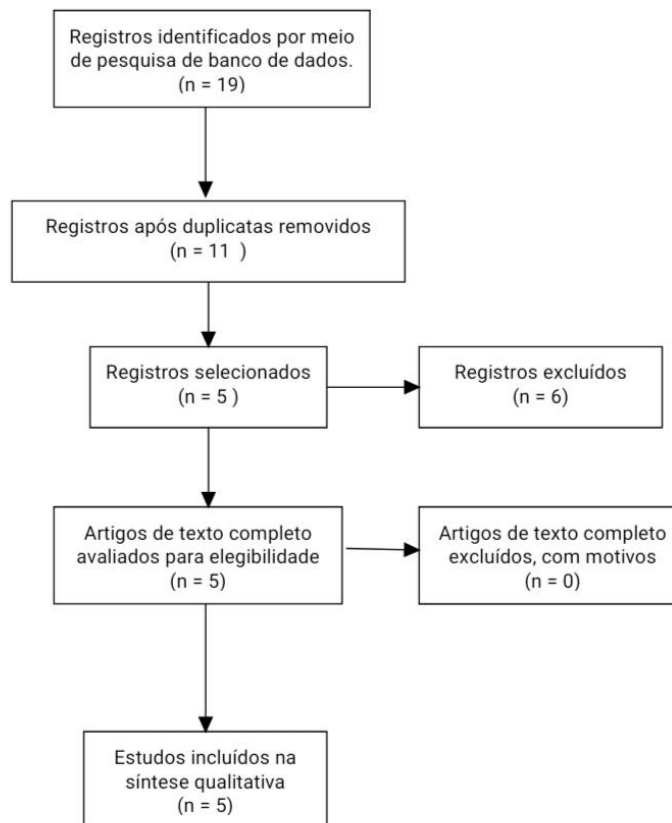 Registros identificados por meio
de pesquisa de banco de dados.
(n = 19)
Registros após duplicatas removidos
(n = 11 )
Registros selecionados
(n = 5 )
Registros excluídos
(n = 6)
Artigos de texto completo
avaliados para elegibilidade
(n = 5)
Artigos de texto completo
excluídos, com motivos
(n = 0)
Estudos incluídos na
síntese qualitativa
(n = 5)